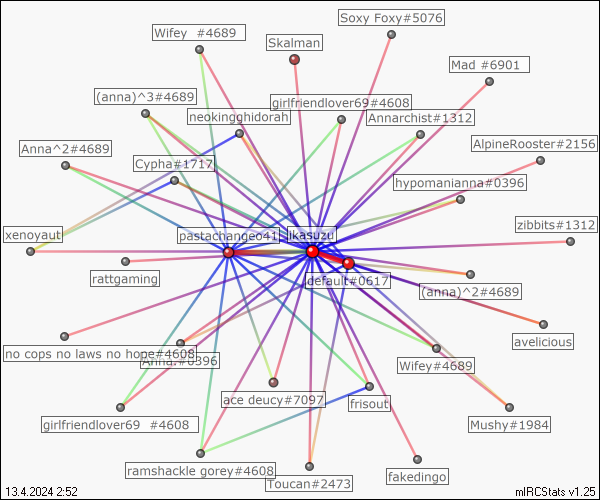 Soxy Foxy#5076
Wifey  #4689
Skalman
Mad #6901
(anna)^3#4689
girlfriendlover69#4608
neokingghidorah
Annarchist#1312
Anna^2#4689
AlpineRooster#2156
Cypha#1717
hypomanianna#0396
zibbits#1312
xenoyaut
pastachangeo41
ikasuzu
rattgaming
default#0617
(anna)^2#4689
avelicious
no cops no laws no hope#4608
Anna.#0396
Wifey#4689
ace deucy#7097
frisout
girlfriendlover69  #4608
Mushy#1984
ramshackle gorey#4608
Toucan#2473
fakedingo
13.4.2024 2:52
mIRCStats v1.25